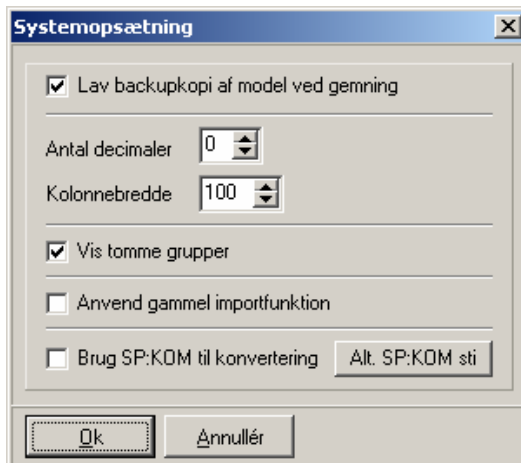 Systemopsætning
Lav backupkopi af model ved gemning
Antal decimaler 0
Kolonnebredde 100
Vis tomme grupper
Anvend gammel importfunktion
Brug SP:KOM til konvertering Alt. SP:KOM sti
Ok Annullér